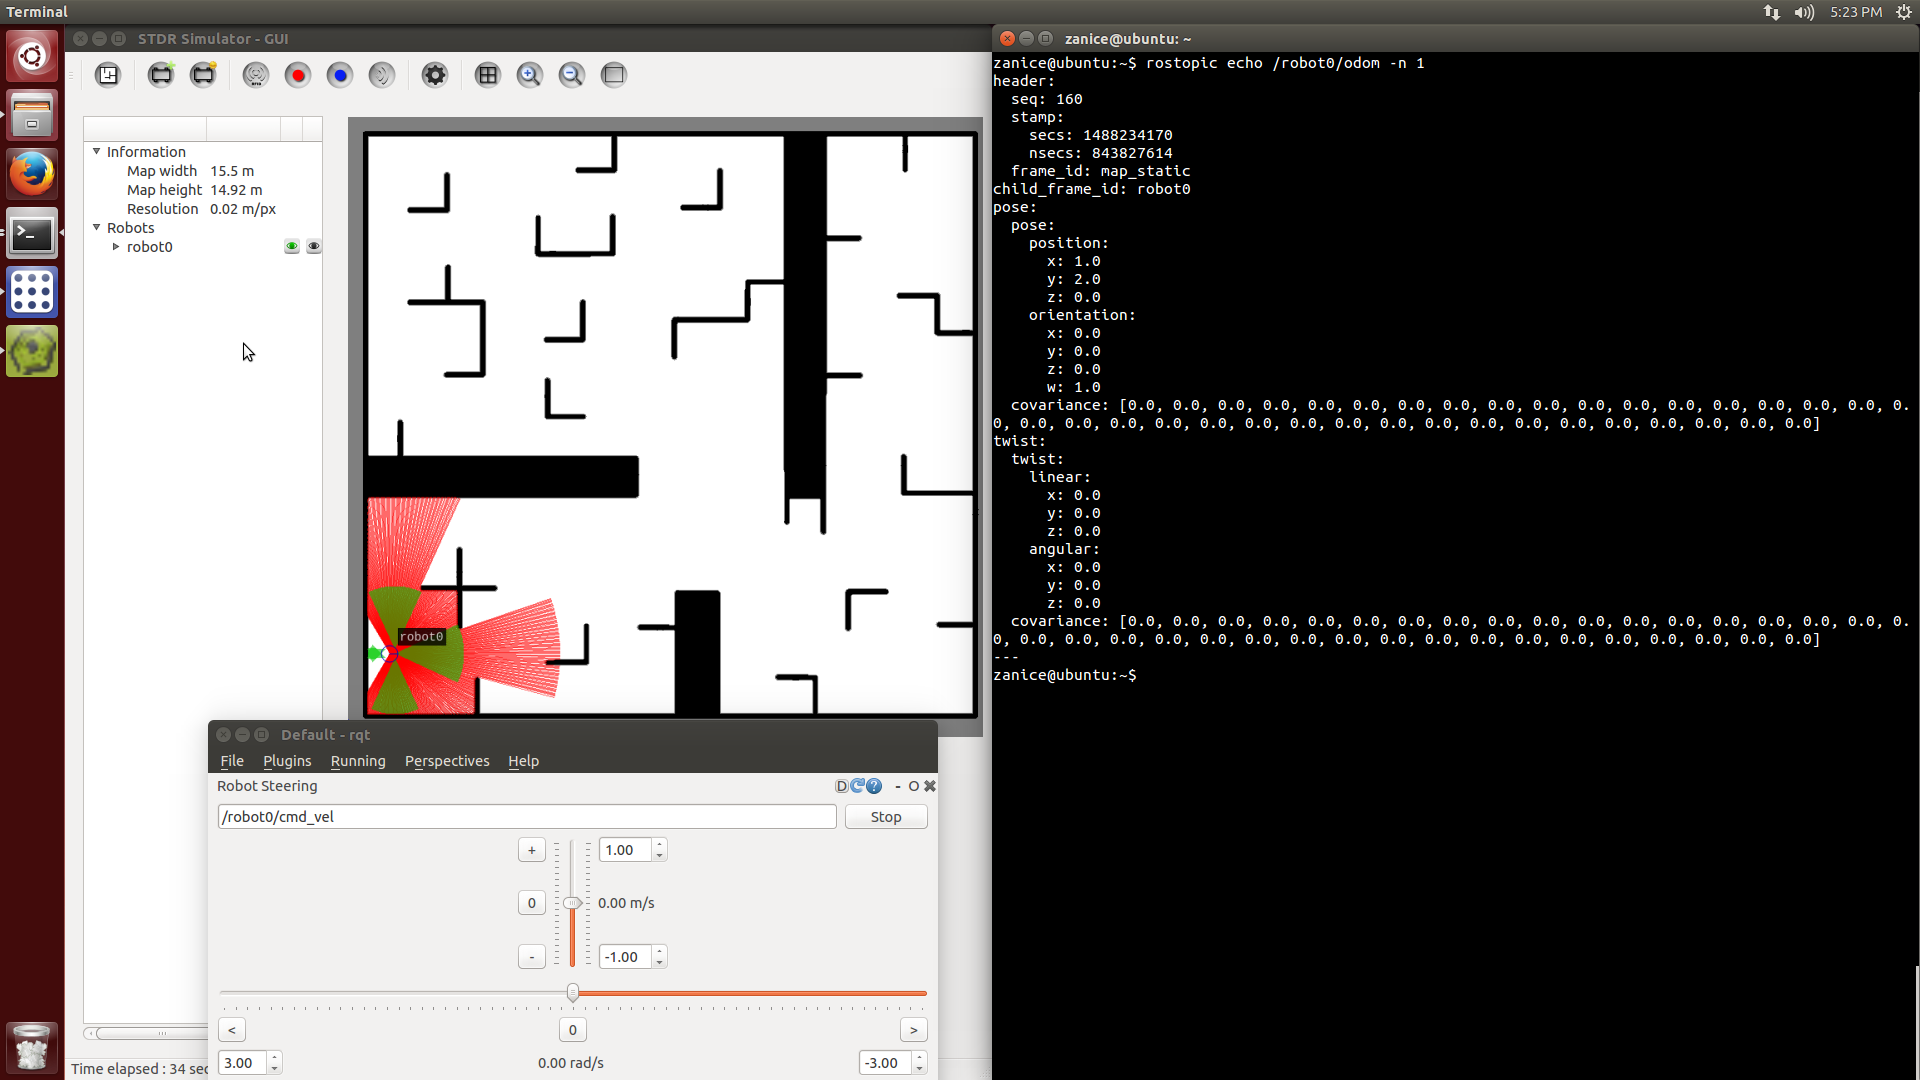 Terminal
5:23 PM
STDR Simulator - GUI
Information
Map width 15.5 m
Map height 14.92 m
Resolution 0.02 m/px
Robots
robot0
robot0
Time elapsed : 34 sec
Default - rqt
File Plugins Running Perspectives Help
Robot Steering
D ? - O
/robot0/cmd_vel Stop
+ 1.00
0 0.00 m/s
- -1.00
< 0 >
3.00 0.00 rad/s -3.00
zanice@ubuntu: ~
zanice@ubuntu:~$ rostopic echo /robot0/odom -n 1
header:
seq: 160
stamp:
secs: 1488234170
nsecs: 843827614
frame_id: map_static
child_frame_id: robot0
pose:
pose:
position:
x: 1.0
y: 2.0
z: 0.0
orientation:
x: 0.0
y: 0.0
z: 0.0
w: 1.0
covariance: [0.0, 0.0, 0.0, 0.0, 0.0, 0.0, 0.0, 0.0, 0.0, 0.0, 0.0, 0.0, 0.0, 0.0, 0.0, 0.0, 0.0, 0.
0, 0.0, 0.0, 0.0, 0.0, 0.0, 0.0, 0.0, 0.0, 0.0, 0.0, 0.0, 0.0, 0.0, 0.0, 0.0, 0.0, 0.0, 0.0]
twist:
twist:
linear:
x: 0.0
y: 0.0
z: 0.0
angular:
x: 0.0
y: 0.0
z: 0.0
covariance: [0.0, 0.0, 0.0, 0.0, 0.0, 0.0, 0.0, 0.0, 0.0, 0.0, 0.0, 0.0, 0.0, 0.0, 0.0, 0.0, 0.0, 0.
0, 0.0, 0.0, 0.0, 0.0, 0.0, 0.0, 0.0, 0.0, 0.0, 0.0, 0.0, 0.0, 0.0, 0.0, 0.0, 0.0, 0.0, 0.0]
---
zanice@ubuntu:~$